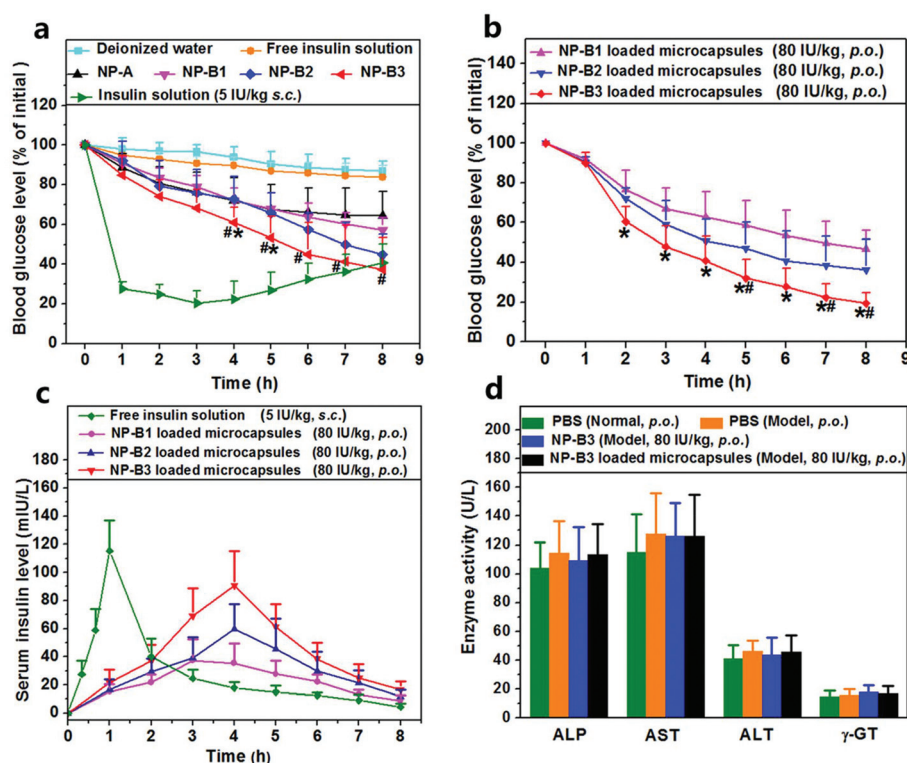 a
Deionized water Free insulin solution
NP-A NP-B1 NP-B2 NP-B3
Insulin solution (5 IU/kg s.c.)
Blood glucose level (% of initial )
120
100
80
60
40
20
0
#* #* # # #
0 1 2 3 4 5 6 7 8 9
Time (h)
b
NP-B1 loaded microcapsules (80 IU/kg, p.o.)
NP-B2 loaded microcapsules (80 IU/kg, p.o.)
NP-B3 loaded microcapsules (80 IU/kg, p.o.)
Blood glucose level (% of initial)
120
100
80
60
40
20
0
* * * *# * *# *#
0 1 2 3 4 5 6 7 8 9
Time (h)
c
Free insulin solution (5 IU/kg, s.c.)
NP-B1 loaded microcapsules (80 IU/kg, p.o.)
NP-B2 loaded microcapsules (80 IU/kg, p.o.)
NP-B3 loaded microcapsules (80 IU/kg, p.o.)
Serum insulin level (mIU/L)
160
140
120
100
80
60
40
20
0
0 1 2 3 4 5 6 7 8
Time (h)
d
PBS (Normal, p.o.) PBS (Model, p.o.)
NP-B3 (Model, 80 IU/kg, p.o.)
NP-B3 loaded microcapsules (Model, 80 IU/kg, p.o.)
Enzyme activity (U/L)
200
180
160
140
120
100
80
60
40
20
0
ALP AST ALT γ-GT